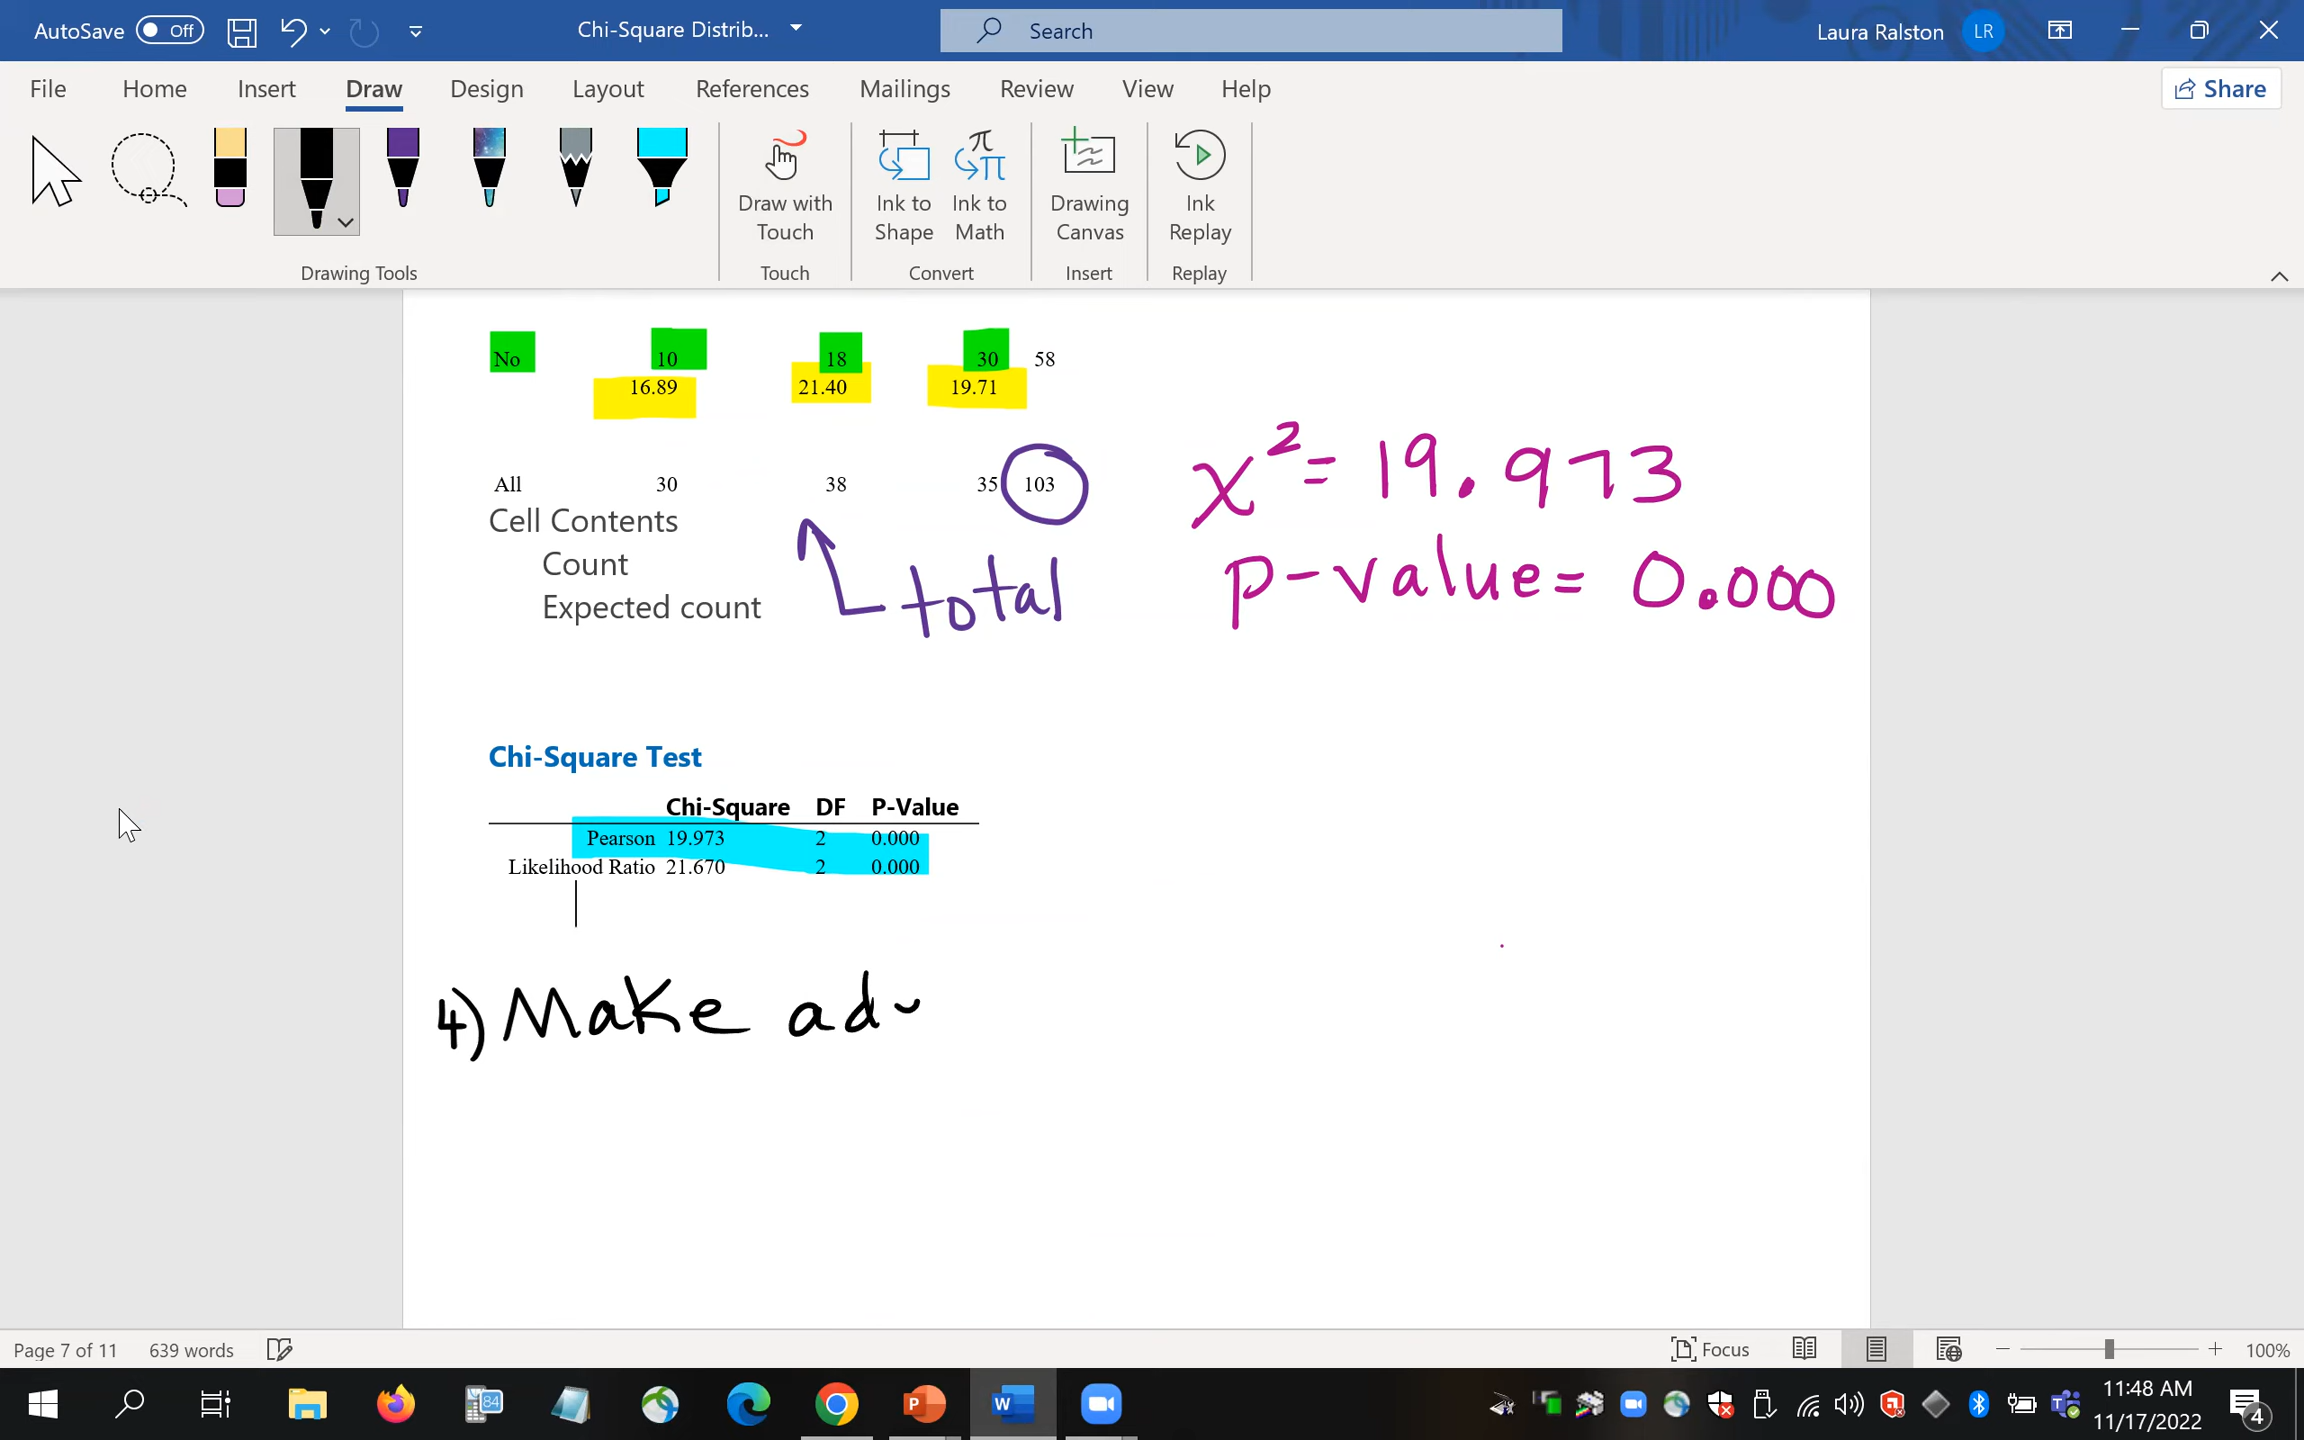 AutoSave Off Chi-Square Distrib... Search Laura Ralston LR
File Home Insert Draw Design Layout References Mailings Review View Help Share
Draw with Touch
Ink to Shape
Ink to Math
Drawing Canvas
Ink Replay
Drawing Tools Touch Convert Insert Replay
No 10 18 30 58
16.89 21.40 19.71
All 30 38 35 103
Cell Contents
Count
Expected count
total
χ²= 19.973
p-value= 0.000
Chi-Square Test
Chi-Square DF P-Value
Pearson 19.973 2 0.000
Likelihood Ratio 21.670 2 0.000
4) Make ad
Page 7 of 11 639 words Focus 100%
84 P W 11:48 AM
11/17/2022 4